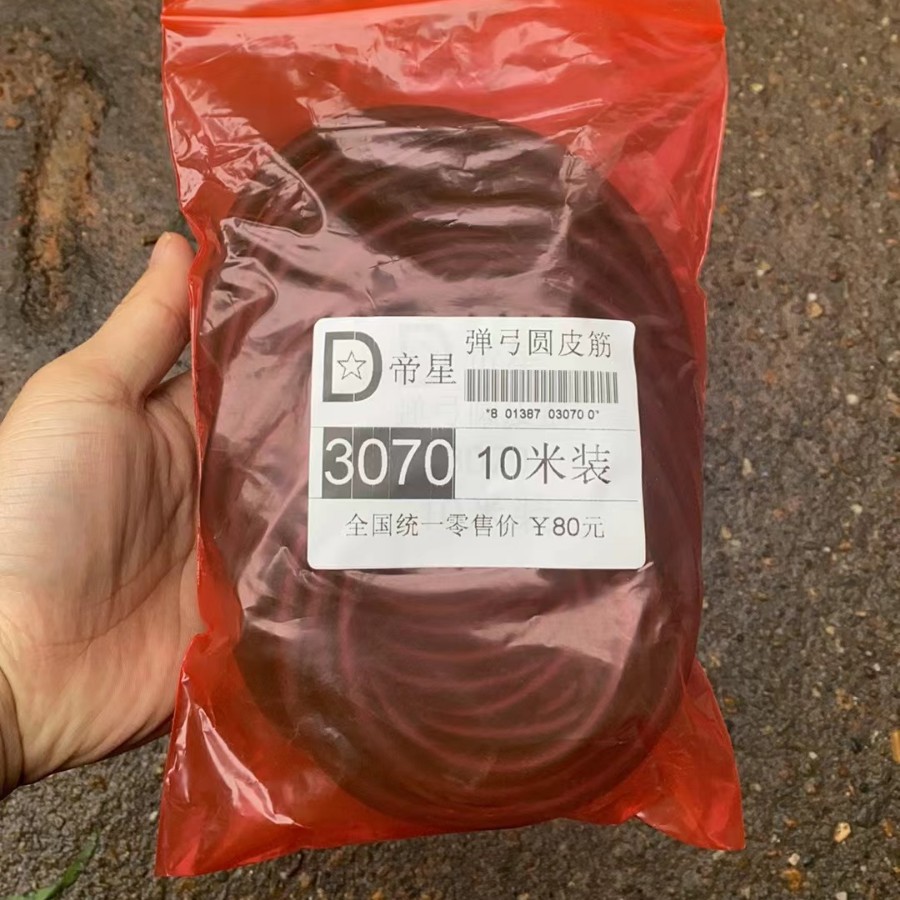 D 帝星
弹弓圆皮筋
*8 01387 03070 0*
3070 10米装
全国统一零售价 ¥80元